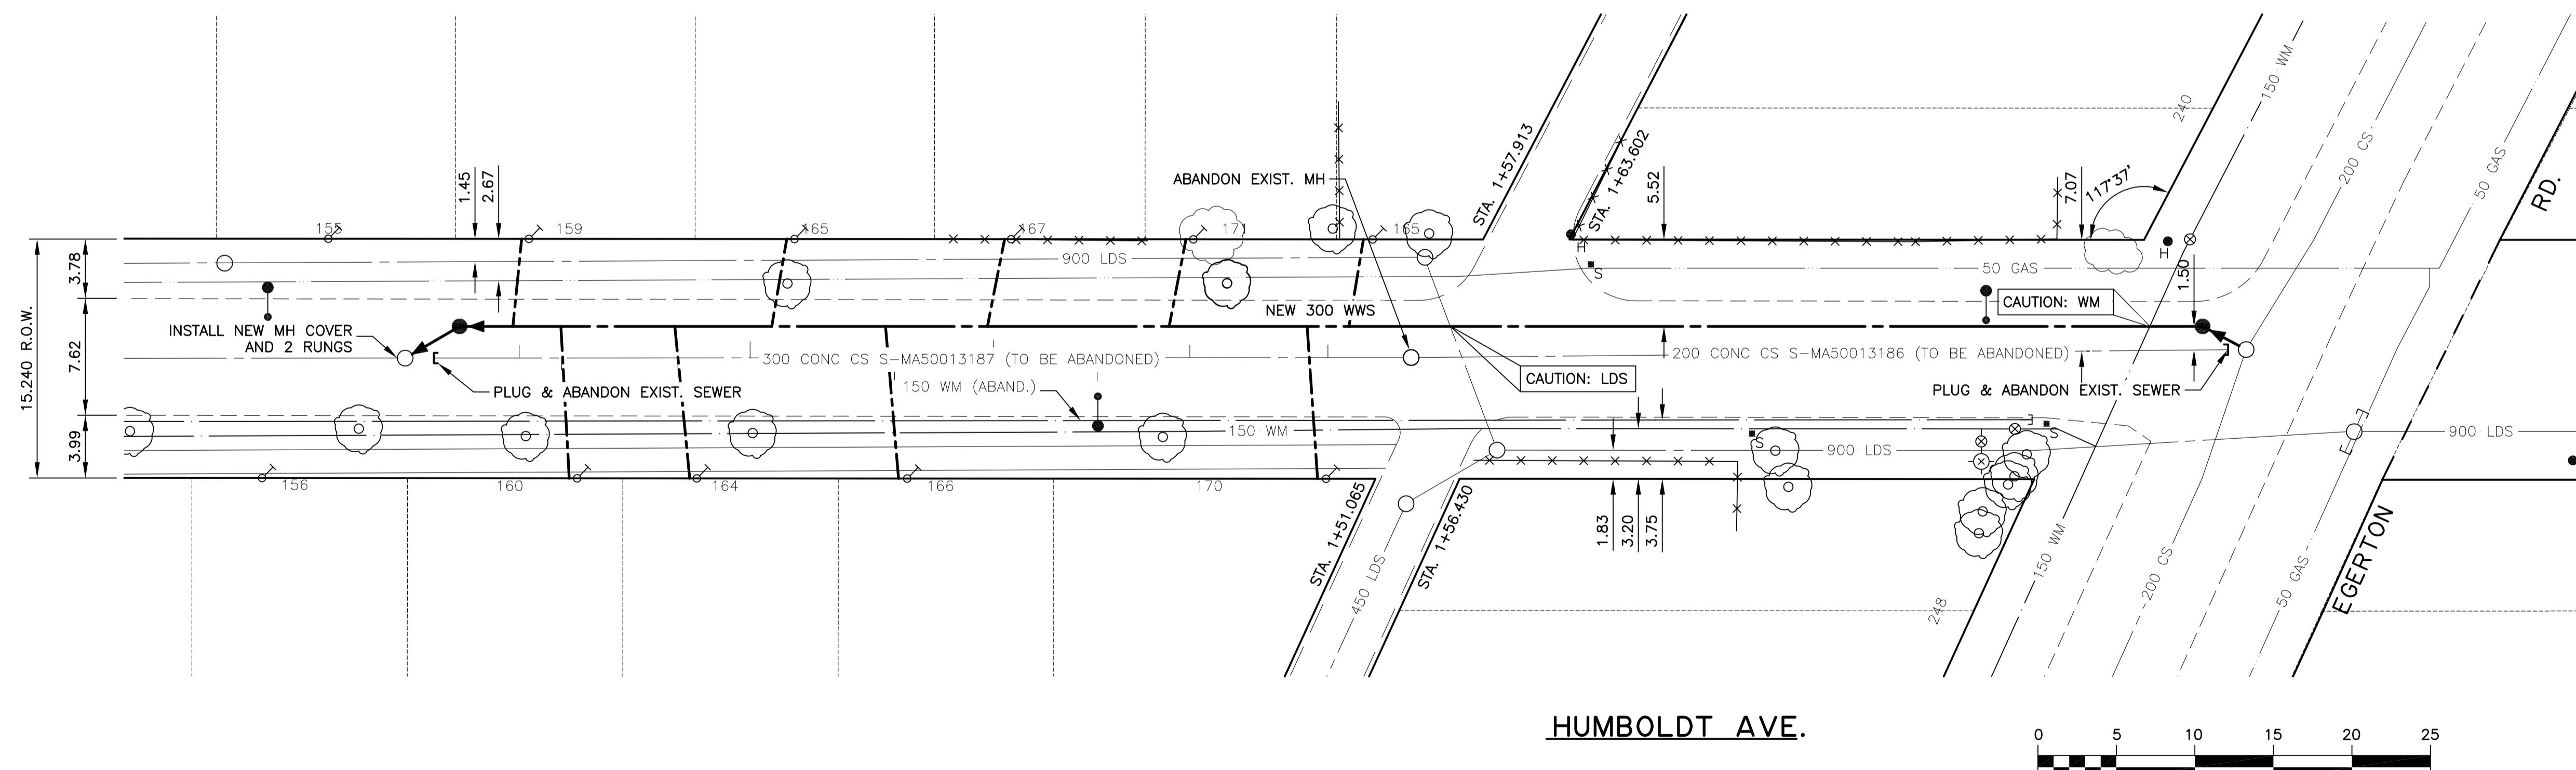 240
150 WM
200 CS
50 GAS
RD.
STA. 1+57.913
STA. 1+63.602
ABANDON EXIST. MH
1.45
2.67
5.52
7.07
117°37'
155
159
165
167
171
165
H
H
900 LDS
50 GAS
S
1.50
15.240 R.O.W.
3.78
7.62
3.99
INSTALL NEW MH COVER
AND 2 RUNGS
NEW 300 WWS
CAUTION: WM
300 CONC CS S-MA50013187 (TO BE ABANDONED)
200 CONC CS S-MA50013186 (TO BE ABANDONED)
PLUG & ABANDON EXIST. SEWER
150 WM (ABAND.)
CAUTION: LDS
PLUG & ABANDON EXIST. SEWER
150 WM
S
S
900 LDS
900 LDS
156
160
164
166
170
STA. 1+51.065
STA. 1+56.430
1.83
3.20
3.75
450 LDS
248
150 WM
200 CS
50 GAS
EGERTON
HUMBOLDT AVE.
0 5 10 15 20 25